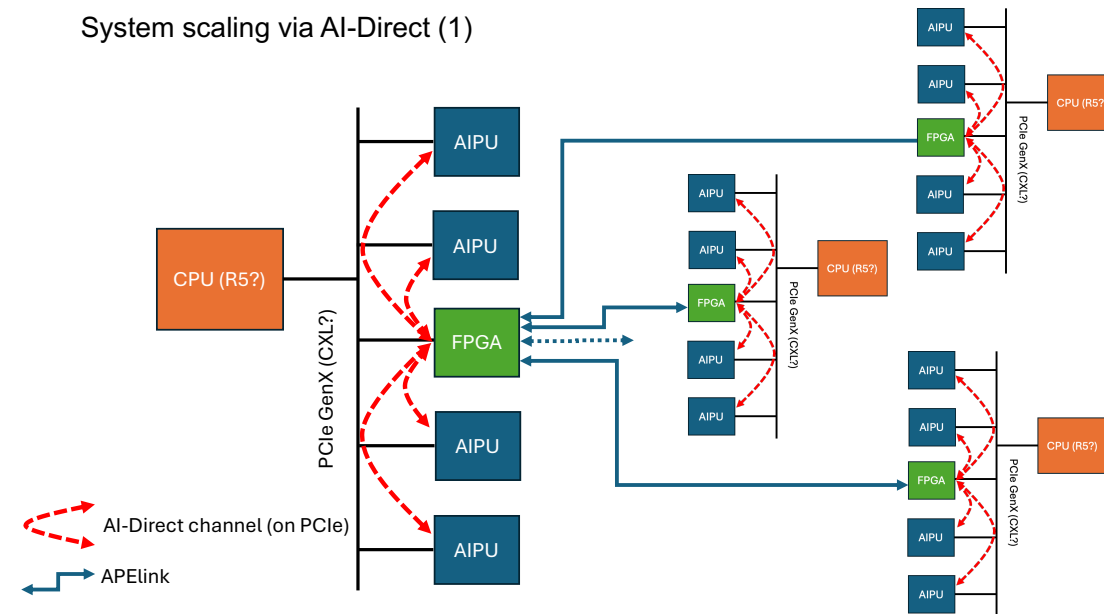 System scaling via AI-Direct (1)
AIPU
AIPU
CPU (R5?)
FPGA
PCIe GenX (CXL?)
AIPU
AIPU
AI-Direct channel (on PCIe)
APElink
AIPU
AIPU
FPGA
AIPU
AIPU
PCIe GenX (CXL?)
CPU (R5?)
AIPU
AIPU
FPGA
AIPU
AIPU
PCIe GenX (CXL?)
CPU (R5?
AIPU
AIPU
FPGA
AIPU
AIPU
PCIe GenX (CXL?)
CPU (R5?)